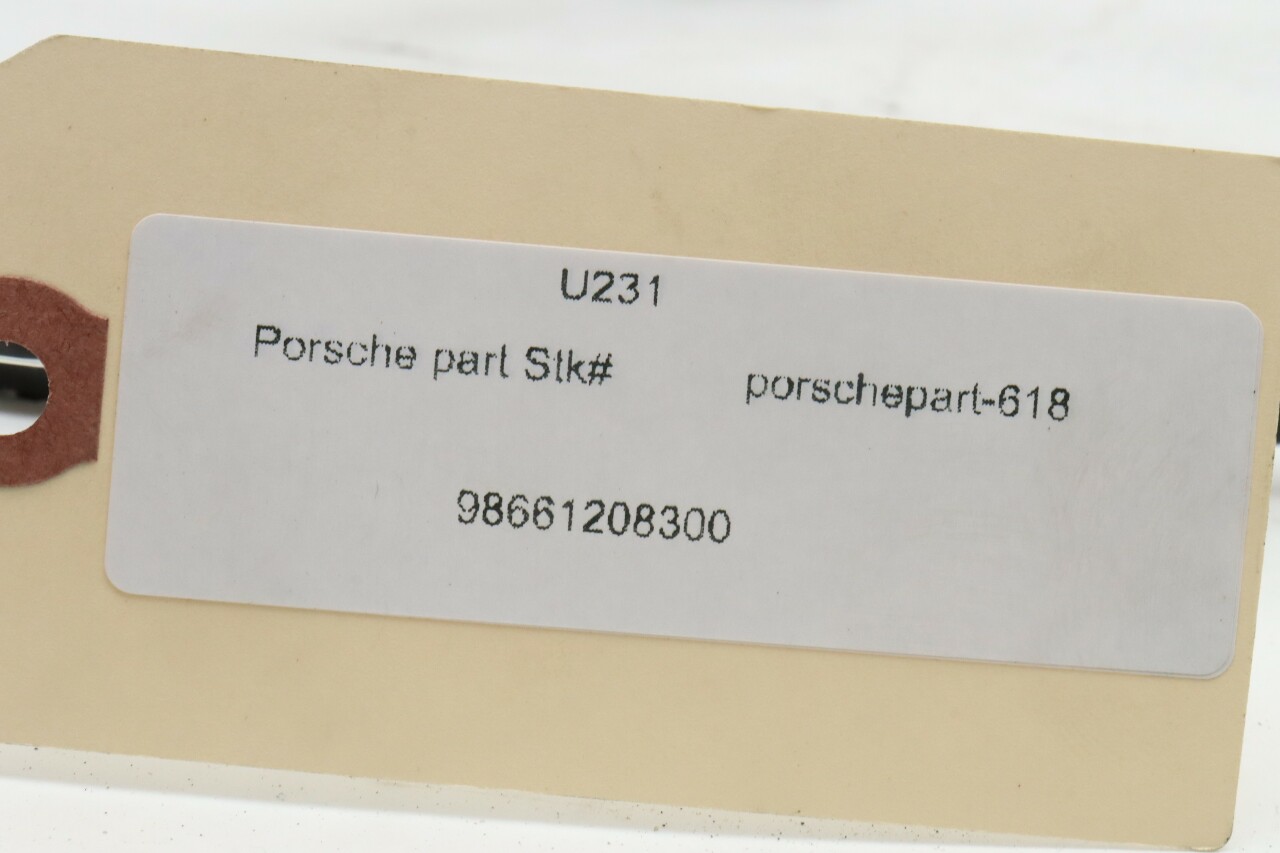 U231
Porsche part Stk# porschepart-618
98661208300